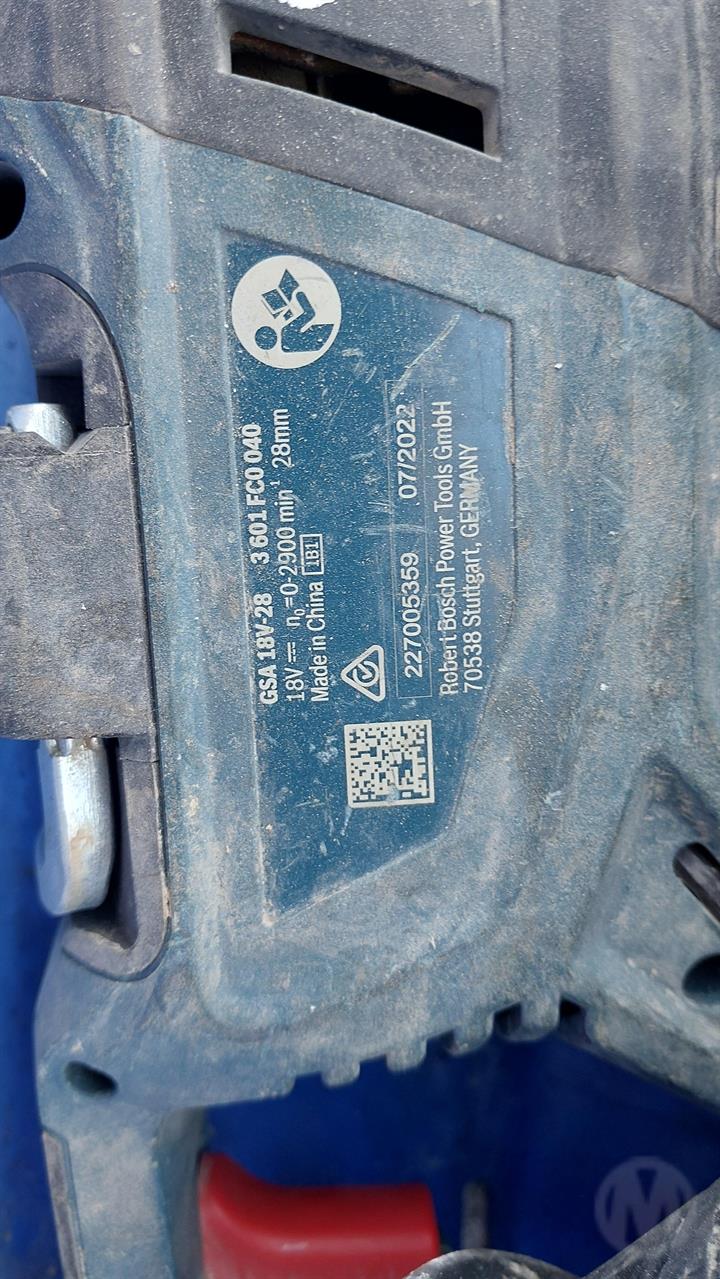 GSA 18V-28 3 601 FC0 040
18V n₀=0-2900 min⁻¹ 28mm
Made in China 1B1
227005359 07/2022
Robert Bosch Power Tools GmbH
70538 Stuttgart, GERMANY
M